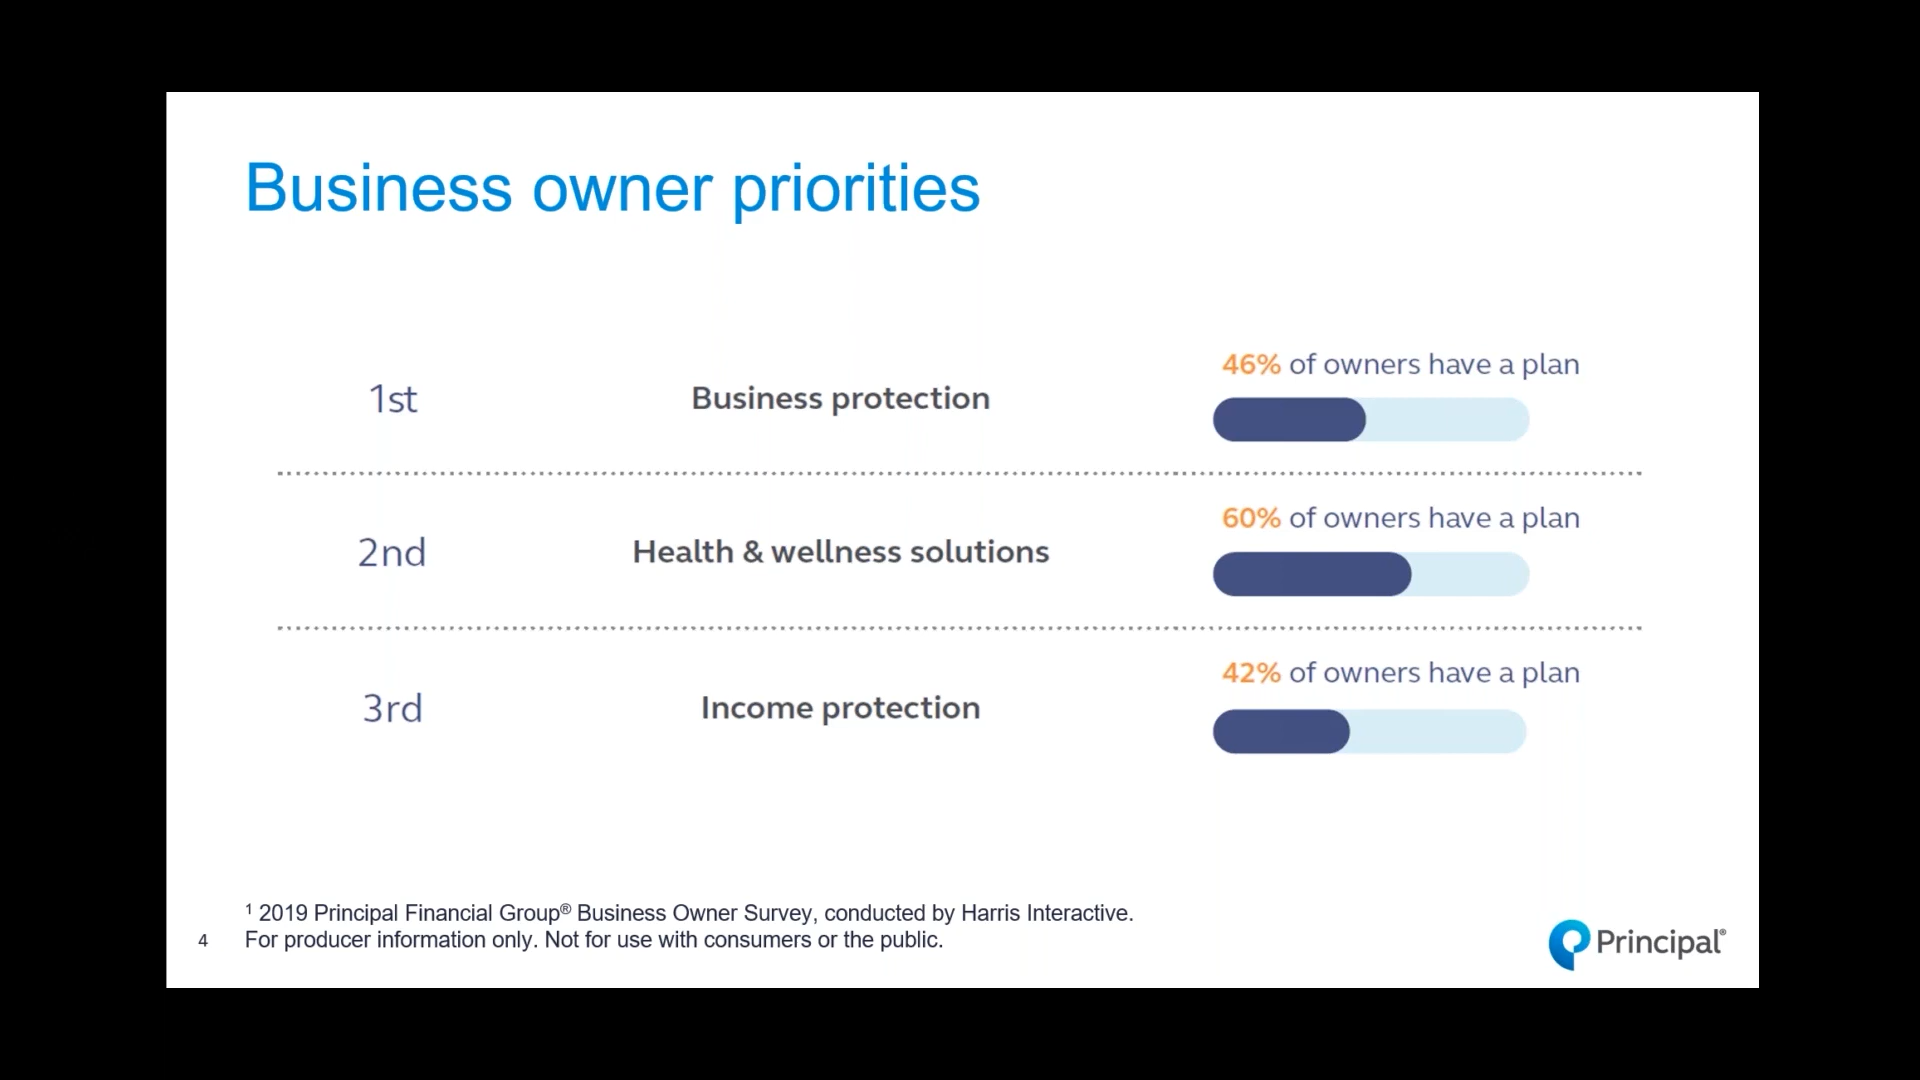 Business owner priorities
1st
Business protection
46% of owners have a plan
2nd
Health & wellness solutions
60% of owners have a plan
3rd
Income protection
42% of owners have a plan
¹ 2019 Principal Financial Group® Business Owner Survey, conducted by Harris Interactive.
4 For producer information only. Not for use with consumers or the public.
Principal®